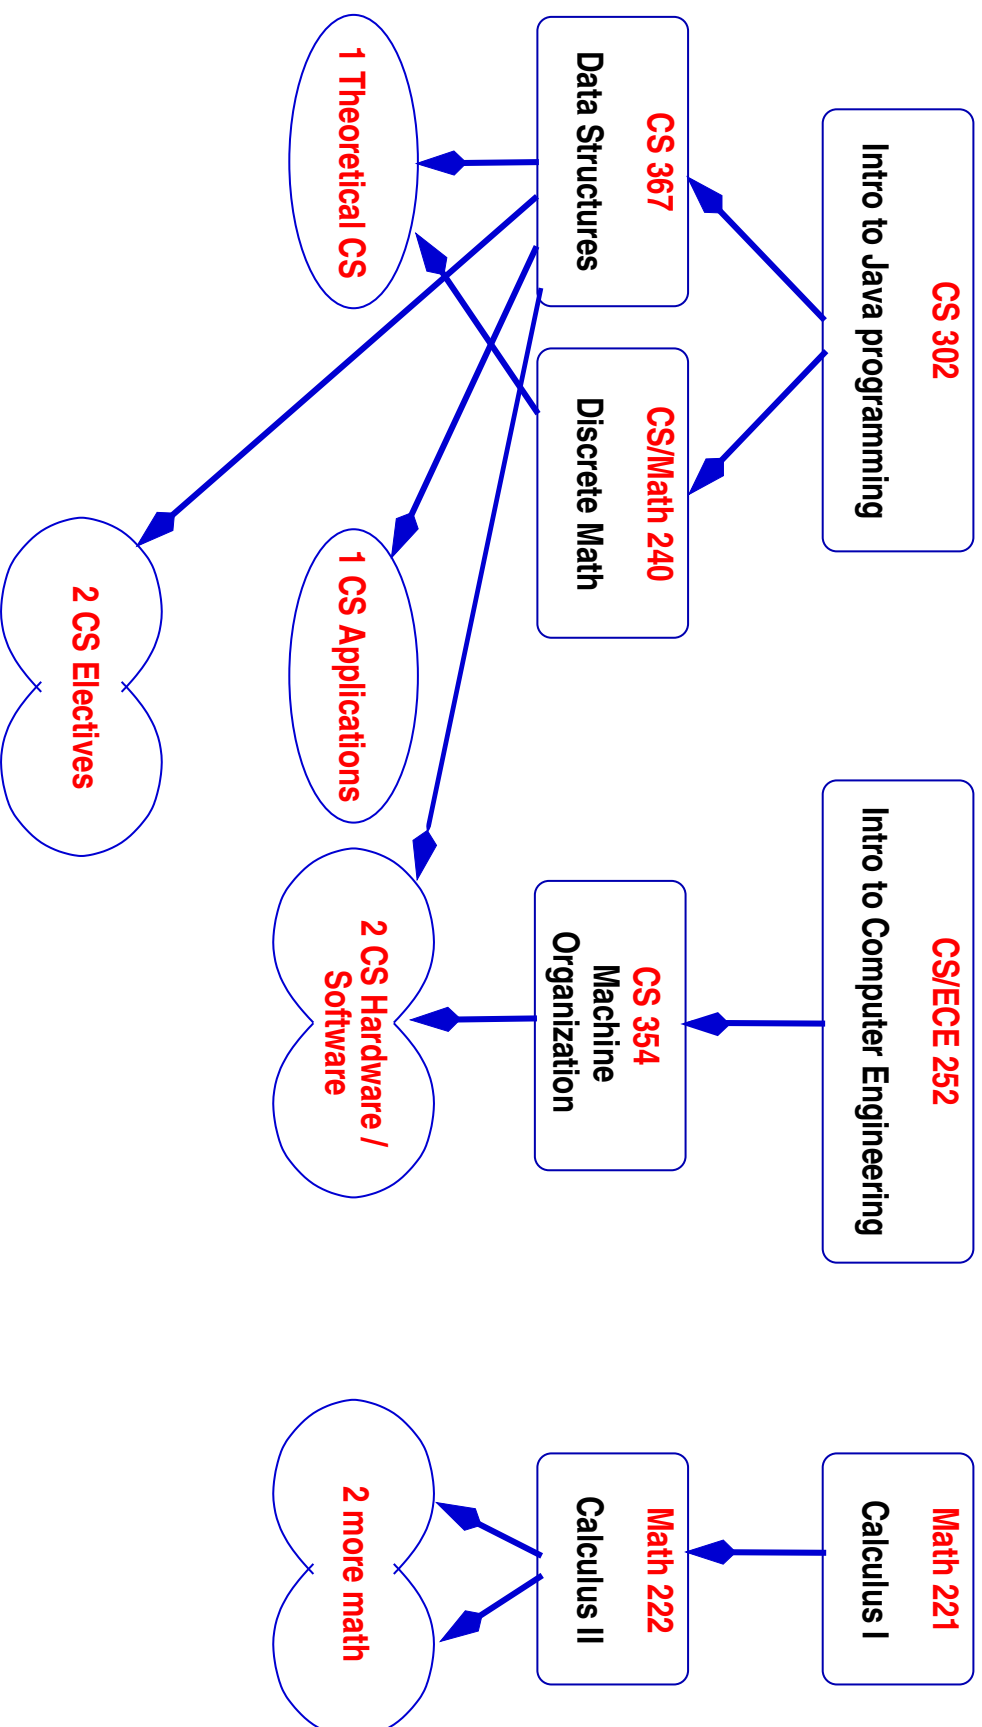 CS 302
Intro to Java programming
CS/ECE 252
Intro to Computer Engineering
Math 221
Calculus I
CS 367
Data Structures
CS/Math 240
Discrete Math
CS 354
Machine
Organization
Math 222
Calculus II
1 Theoretical CS
1 CS Applications
2 CS Hardware /
Software
2 more math
2 CS Electives